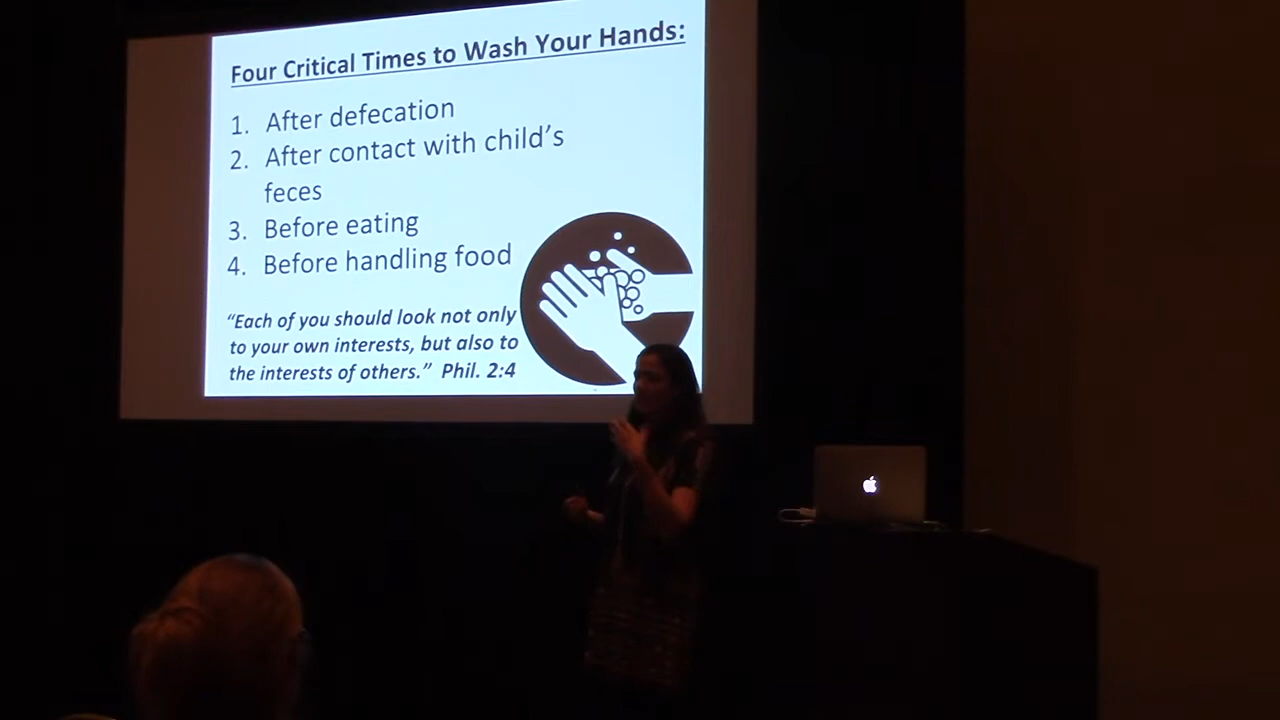 Four Critical Times to Wash Your Hands:
1. After defecation
2. After contact with child's
feces
3. Before eating
4. Before handling food
“Each of you should look not only
to your own interests, but also to
the interests of others.” Phil. 2:4